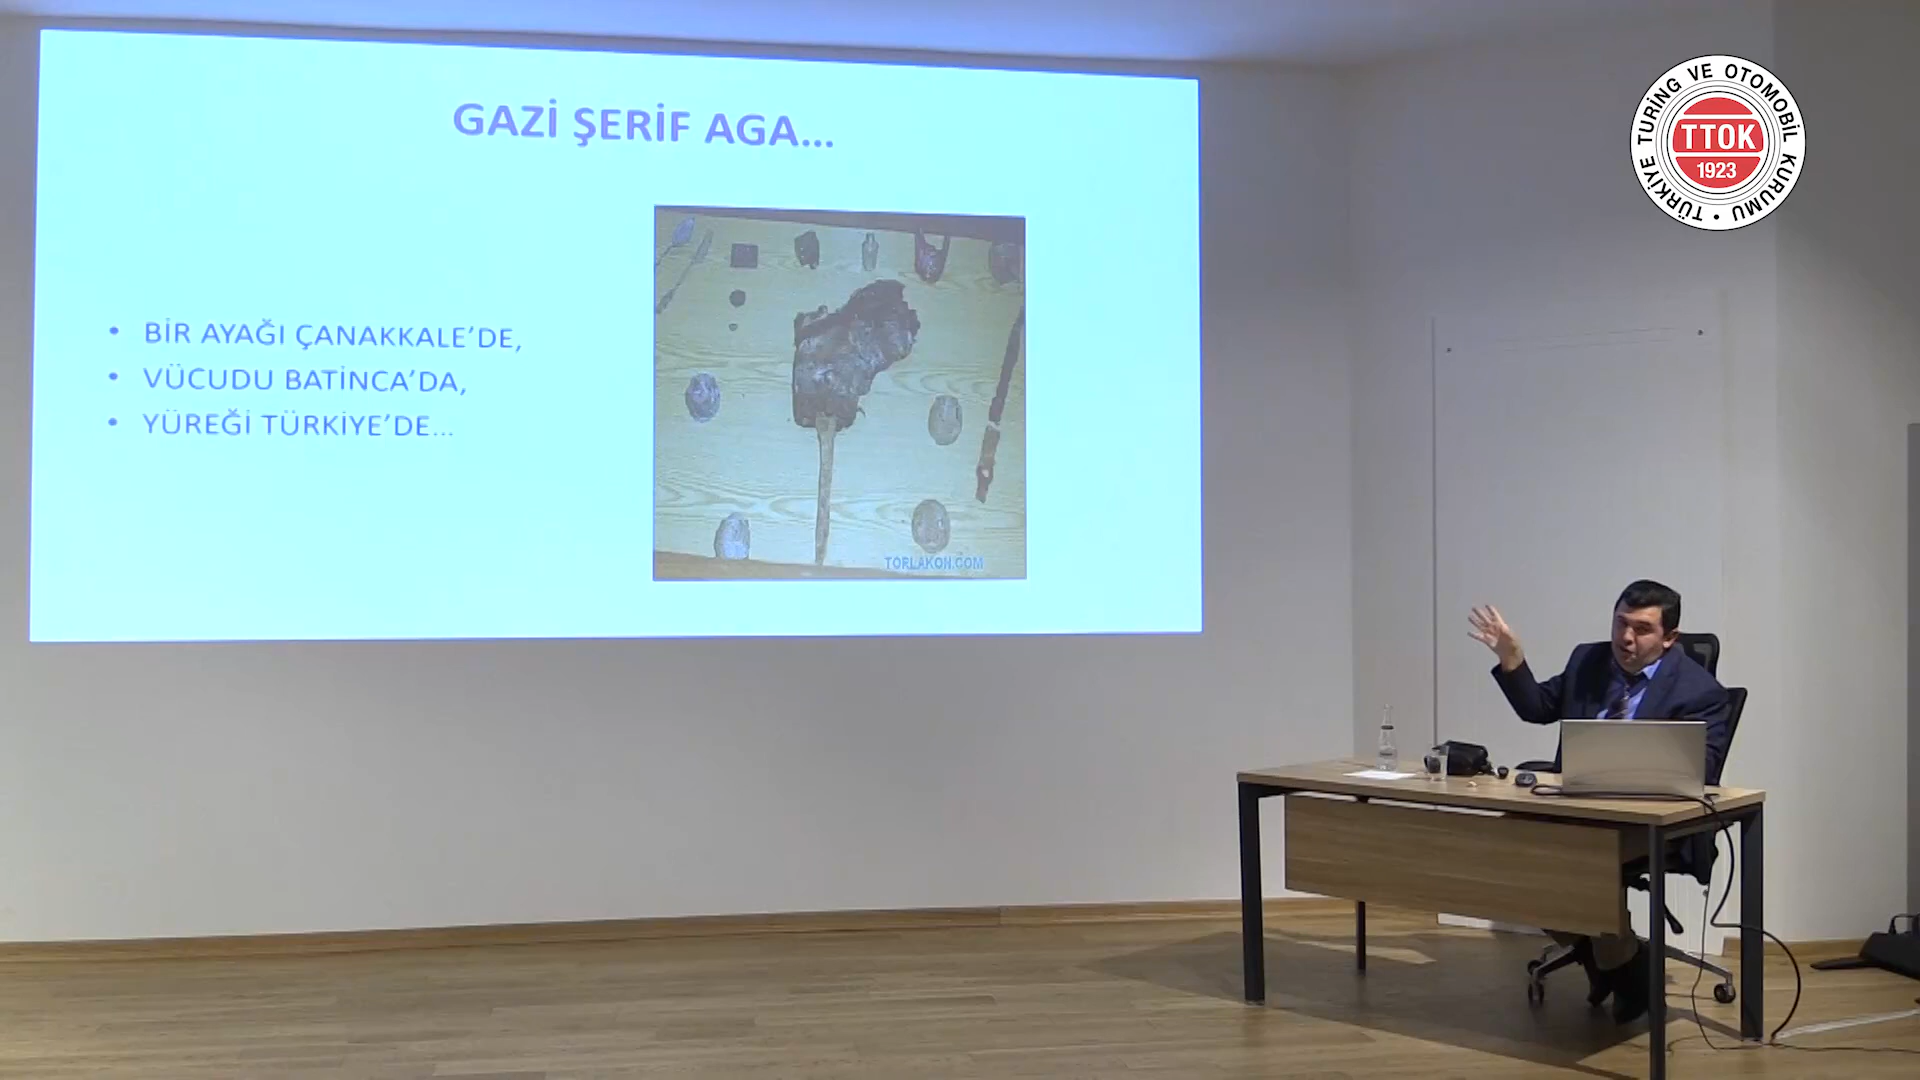 GAZİ ŞERİF AGA...
• BİR AYAĞI ÇANAKKALE'DE,
• VÜCUDU BATINCA'DA,
• YÜREĞİ TÜRKİYE'DE...
TORLAKON.COM
TÜRKİYE TURİNG VE OTOMOBİL KURUMU •
TTOK
1923